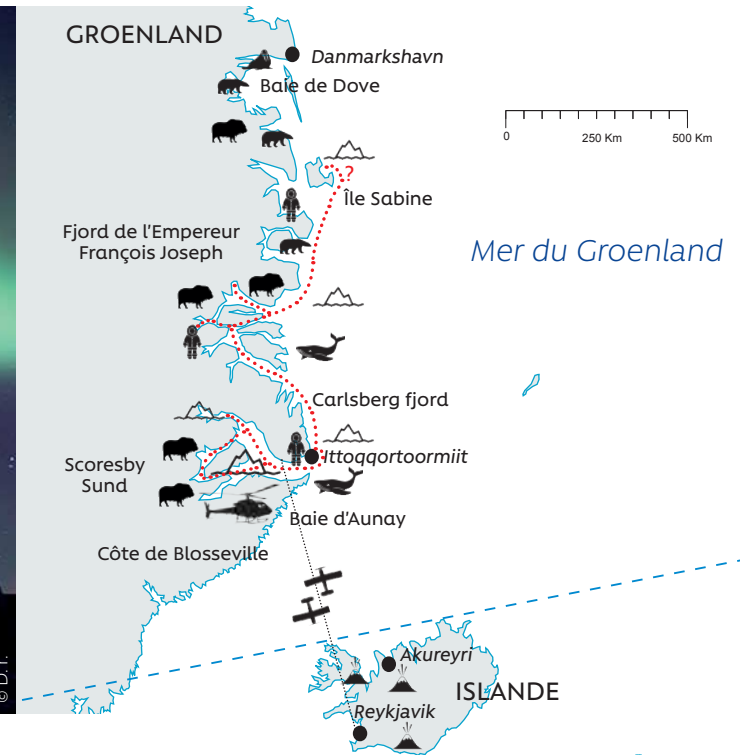 GROENLAND
Danmarkshavn
Baie de Dove
0 250 Km 500 Km
?
Île Sabine
Fjord de l'Empereur
François Joseph
Mer du Groenland
Carlsberg fjord
Ittoqqortoormiit
Scoresby
Sund
Baie d'Aunay
Côte de Blosseville
Akureyri
ISLANDE
Reykjavik
© D.T.